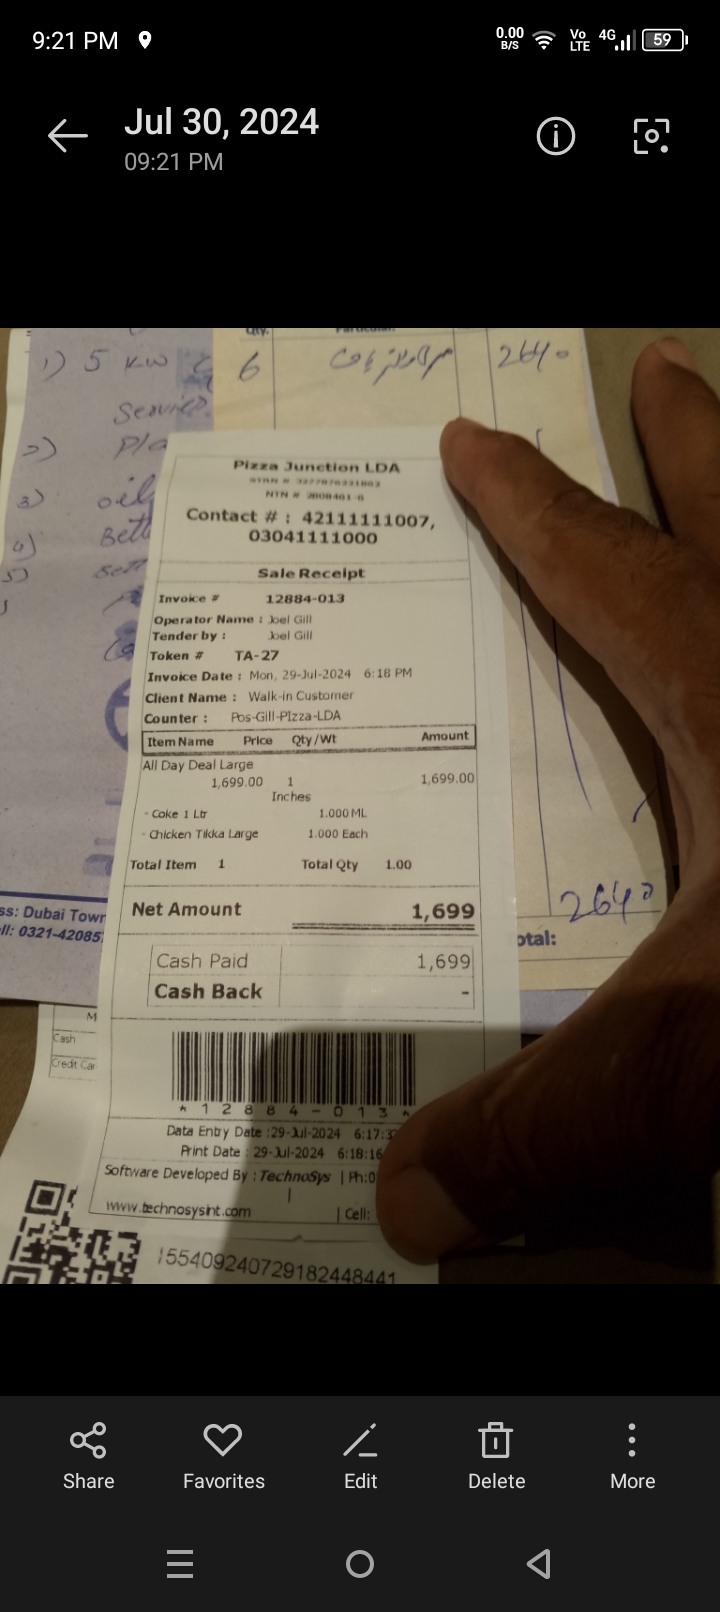 9:21 PM
0.00 B/S
Vo LTE
4G
59
Jul 30, 2024
09:21 PM
Qty.
Particular.
1) 5 KW
6
2640
Service
2) Pla
3) oil
4) Bett
5)
Pizza Junction LDA
Contact # : 42111111007,
03041111000
Sale Receipt
Invoice # 12884-013
Operator Name : Joel Gill
Tender by : Joel Gill
Token # TA-27
Invoice Date : Mon, 29-Jul-2024 6:18 PM
Client Name : Walk-in Customer
Counter : Pos-Gill-PIzza-LDA
Item Name Price Qty/Wt Amount
All Day Deal Large
1,699.00 1 1,699.00
Inches
- Coke 1 Ltr 1.000 ML
- Chicken Tikka Large 1.000 Each
Total Item 1 Total Qty 1.00
Net Amount 1,699
Cash Paid 1,699
Cash Back -
* 1 2 8 8 4 - 0 1 3 *
Data Entry Date :29-Jul-2024 6:17:3
Print Date : 29-Jul-2024 6:18:16
Software Developed By : TechnoSys | Ph:0
www.technosysint.com | Cell:
ss: Dubai Town
ll: 0321-42085
2640
otal:
M
Cash
Credit Car
155409240729182448441
Share
Favorites
Edit
Delete
More